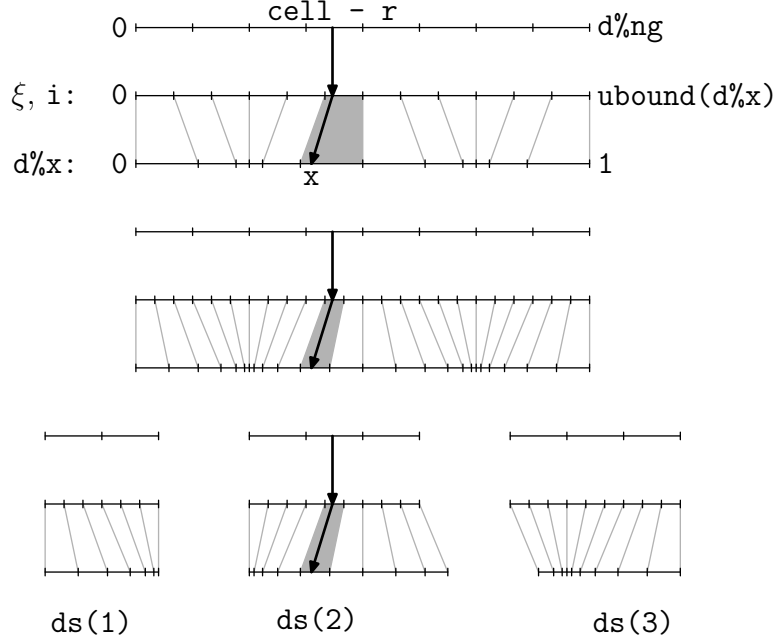 cell - r
0 d%ng
ξ, i: 0 ubound(d%x)
d%x: 0 1
x
ds(1) ds(2) ds(3)